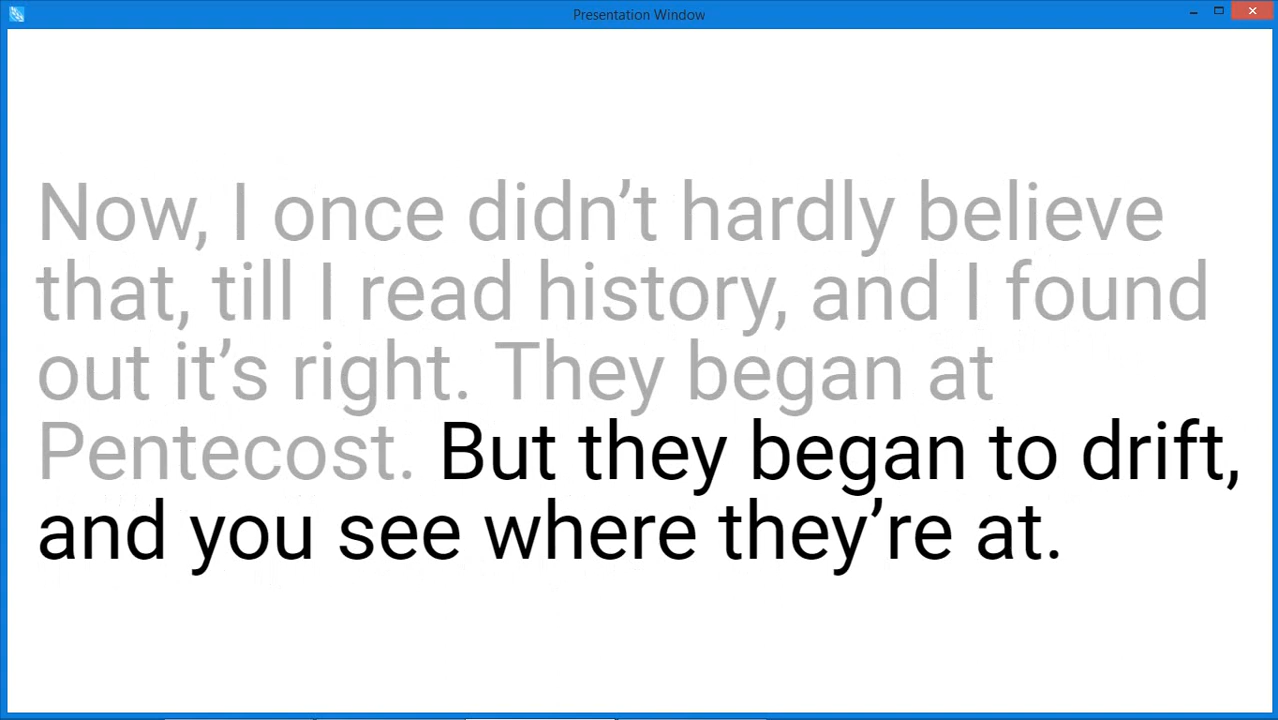 Presentation Window
Now, I once didn’t hardly believe
that, till I read history, and I found
out it’s right. They began at
Pentecost. But they began to drift,
and you see where they’re at.